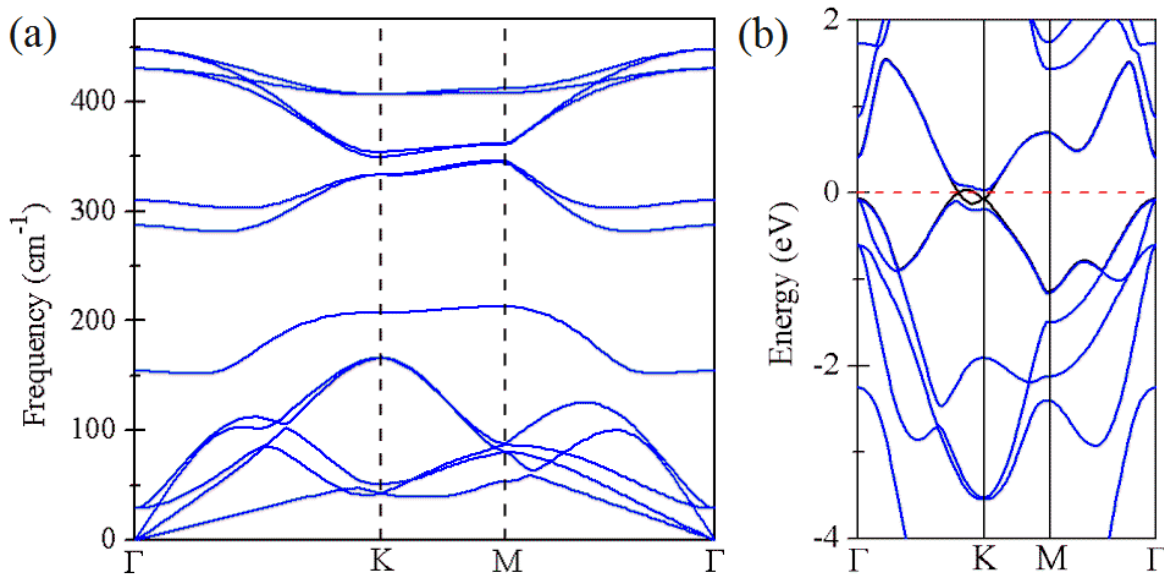 (a)
Frequency (cm⁻¹)
400
300
200
100
0
Γ
K
M
Γ
(b)
Energy (eV)
2
0
-2
-4
Γ
K
M
Γ